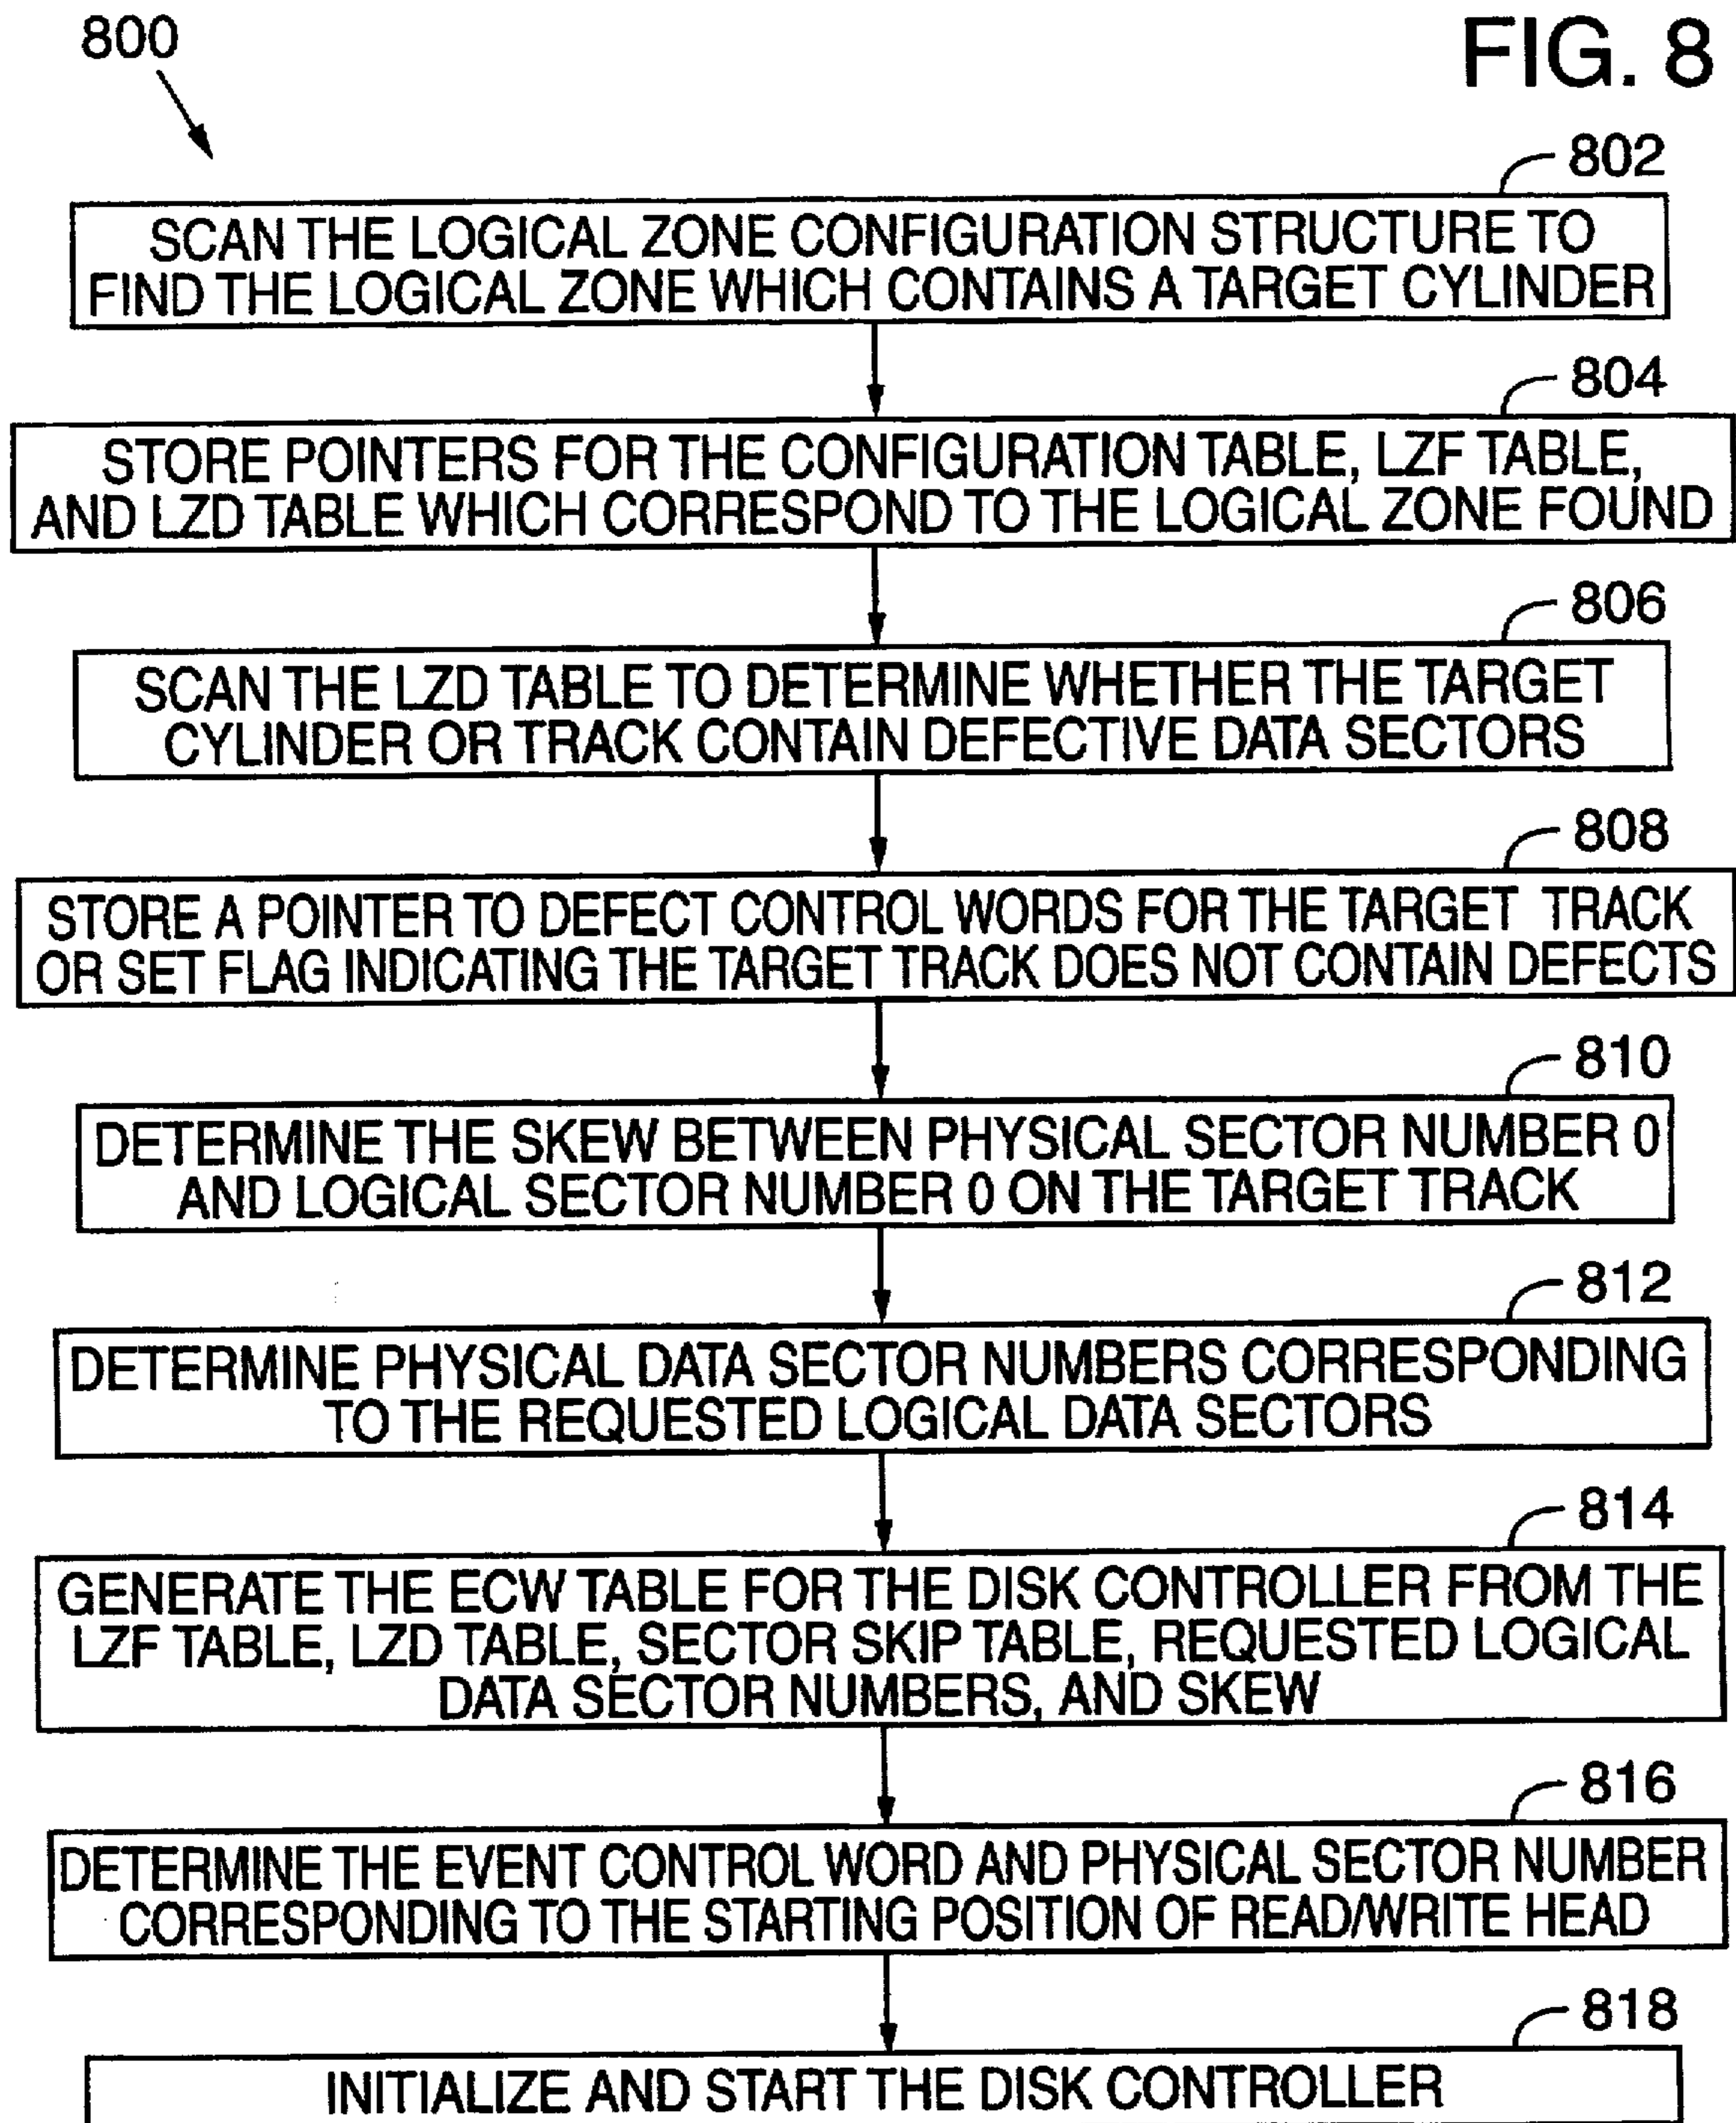 800
FIG. 8
802
SCAN THE LOGICAL ZONE CONFIGURATION STRUCTURE TO
FIND THE LOGICAL ZONE WHICH CONTAINS A TARGET CYLINDER
804
STORE POINTERS FOR THE CONFIGURATION TABLE, LZF TABLE,
AND LZD TABLE WHICH CORRESPOND TO THE LOGICAL ZONE FOUND
806
SCAN THE LZD TABLE TO DETERMINE WHETHER THE TARGET
CYLINDER OR TRACK CONTAIN DEFECTIVE DATA SECTORS
808
STORE A POINTER TO DEFECT CONTROL WORDS FOR THE TARGET TRACK
OR SET FLAG INDICATING THE TARGET TRACK DOES NOT CONTAIN DEFECTS
810
DETERMINE THE SKEW BETWEEN PHYSICAL SECTOR NUMBER 0
AND LOGICAL SECTOR NUMBER 0 ON THE TARGET TRACK
812
DETERMINE PHYSICAL DATA SECTOR NUMBERS CORRESPONDING
TO THE REQUESTED LOGICAL DATA SECTORS
814
GENERATE THE ECW TABLE FOR THE DISK CONTROLLER FROM THE
LZF TABLE, LZD TABLE, SECTOR SKIP TABLE, REQUESTED LOGICAL
DATA SECTOR NUMBERS, AND SKEW
816
DETERMINE THE EVENT CONTROL WORD AND PHYSICAL SECTOR NUMBER
CORRESPONDING TO THE STARTING POSITION OF READ/WRITE HEAD
818
INITIALIZE AND START THE DISK CONTROLLER